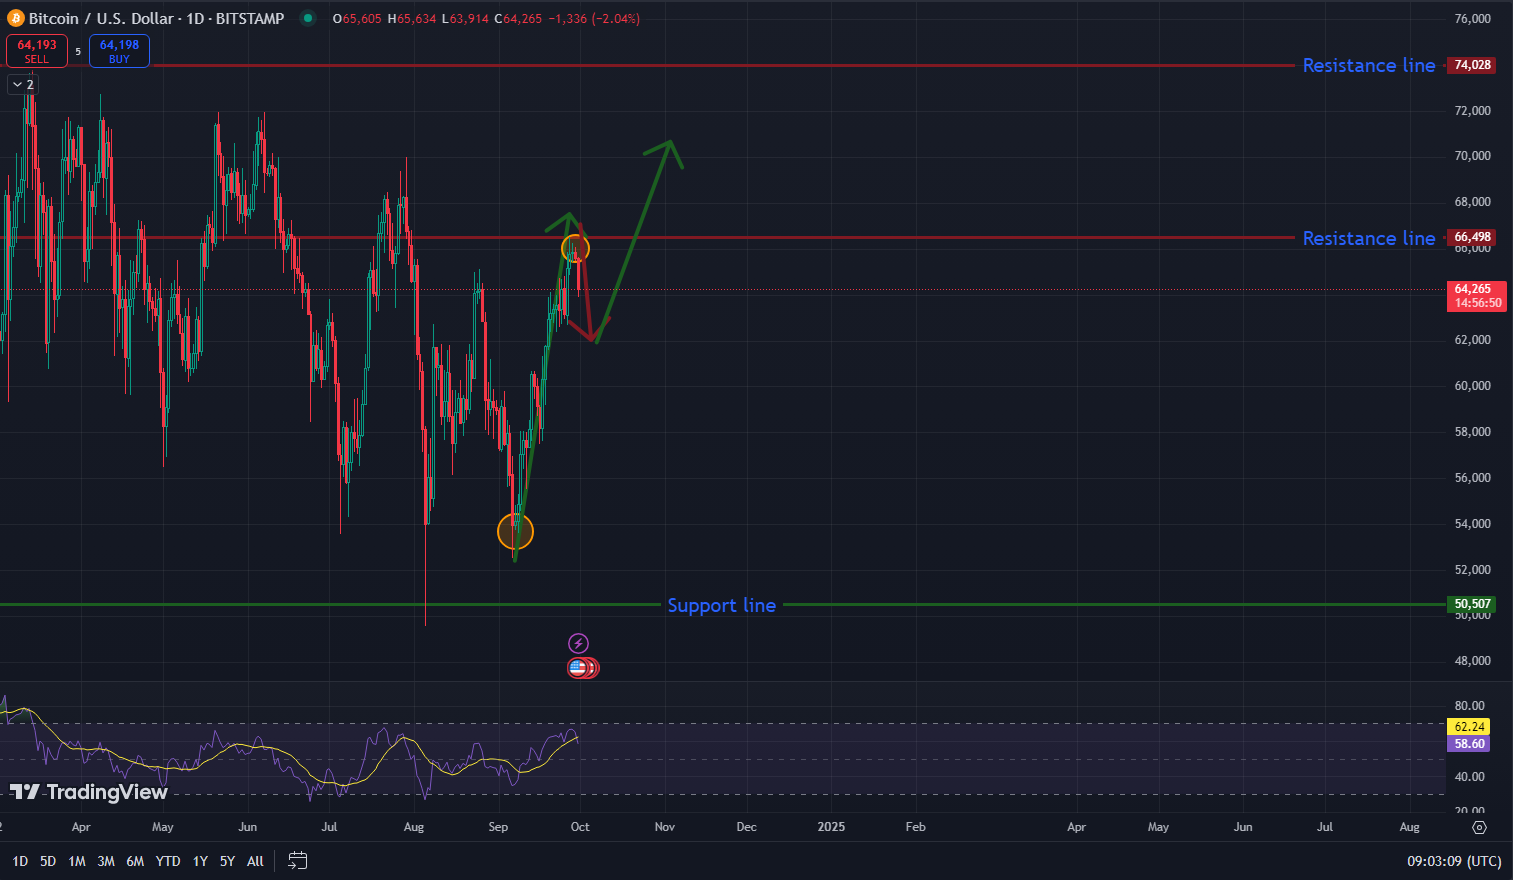 Bitcoin / U.S. Dollar · 1D · BITSTAMP O65,605 H65,634 L63,914 C64,265 −1,336 (−2.04%)
64,193 5 64,198
SELL BUY
2
76,000
Resistance line 74,028
72,000
70,000
68,000
Resistance line 66,498
66,000
64,265
14:56:50
62,000
60,000
58,000
56,000
54,000
52,000
Support line 50,507
50,000
48,000
80.00
62.24
58.60
40.00
20.00
TradingView
Apr May Jun Jul Aug Sep Oct Nov Dec 2025 Feb Apr May Jun Jul Aug
1D 5D 1M 3M 6M YTD 1Y 5Y All 09:03:09 (UTC)